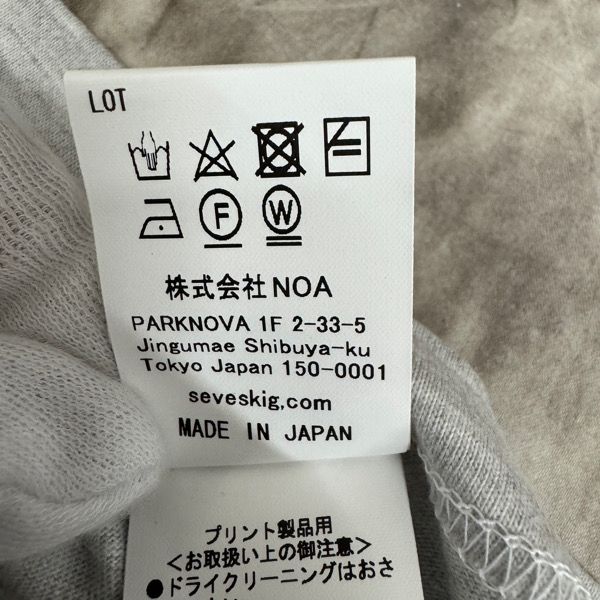 LOT
F W
株式会社NOA
PARKNOVA 1F 2-33-5
Jingumae Shibuya-ku
Tokyo Japan 150-0001
seveskig.com
MADE IN JAPAN
プリント製品用
<お取扱い上の御注意>
●ドライクリーニングはおさ